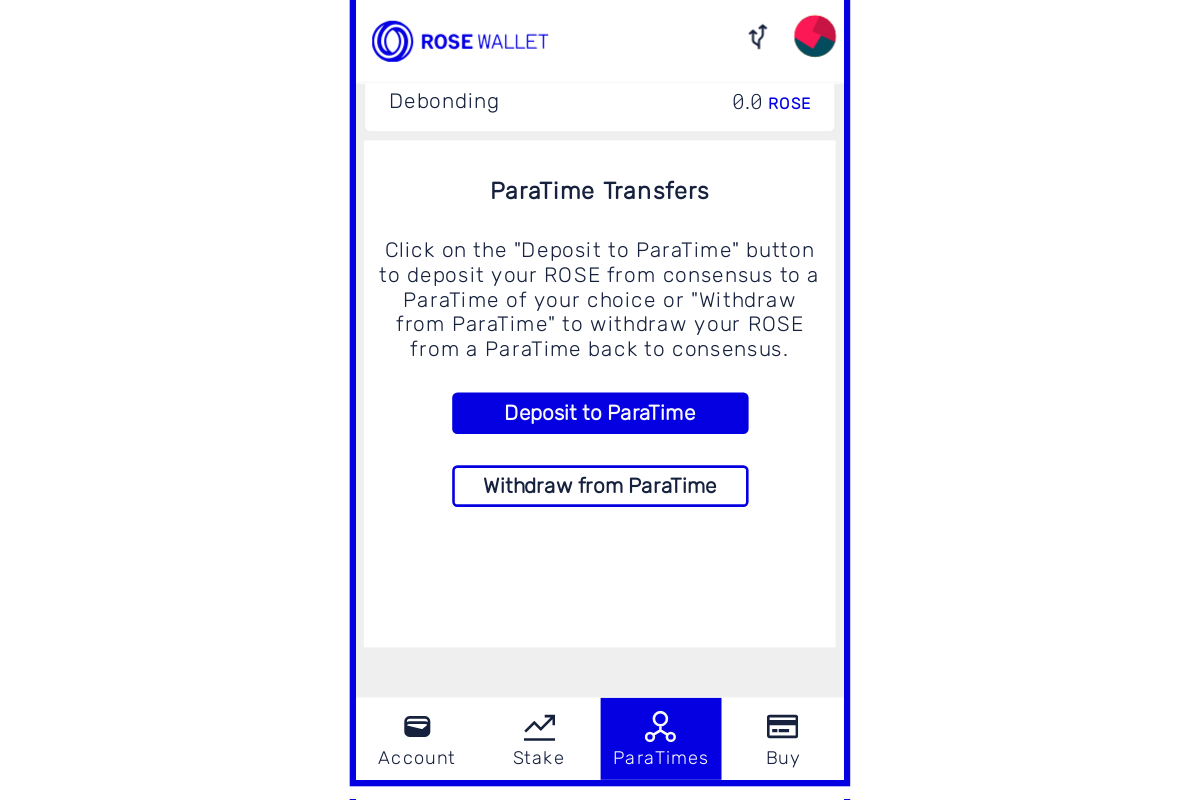 ROSE WALLET
Debonding 0.0 ROSE
ParaTime Transfers
Click on the "Deposit to ParaTime" button
to deposit your ROSE from consensus to a
ParaTime of your choice or "Withdraw
from ParaTime" to withdraw your ROSE
from a ParaTime back to consensus.
Deposit to ParaTime
Withdraw from ParaTime
Account Stake ParaTimes Buy